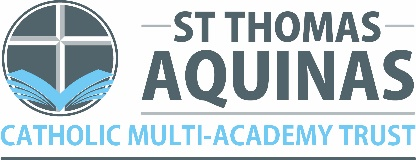 ST THOMAS
AQUINAS
CATHOLIC MULTI-ACADEMY TRUST